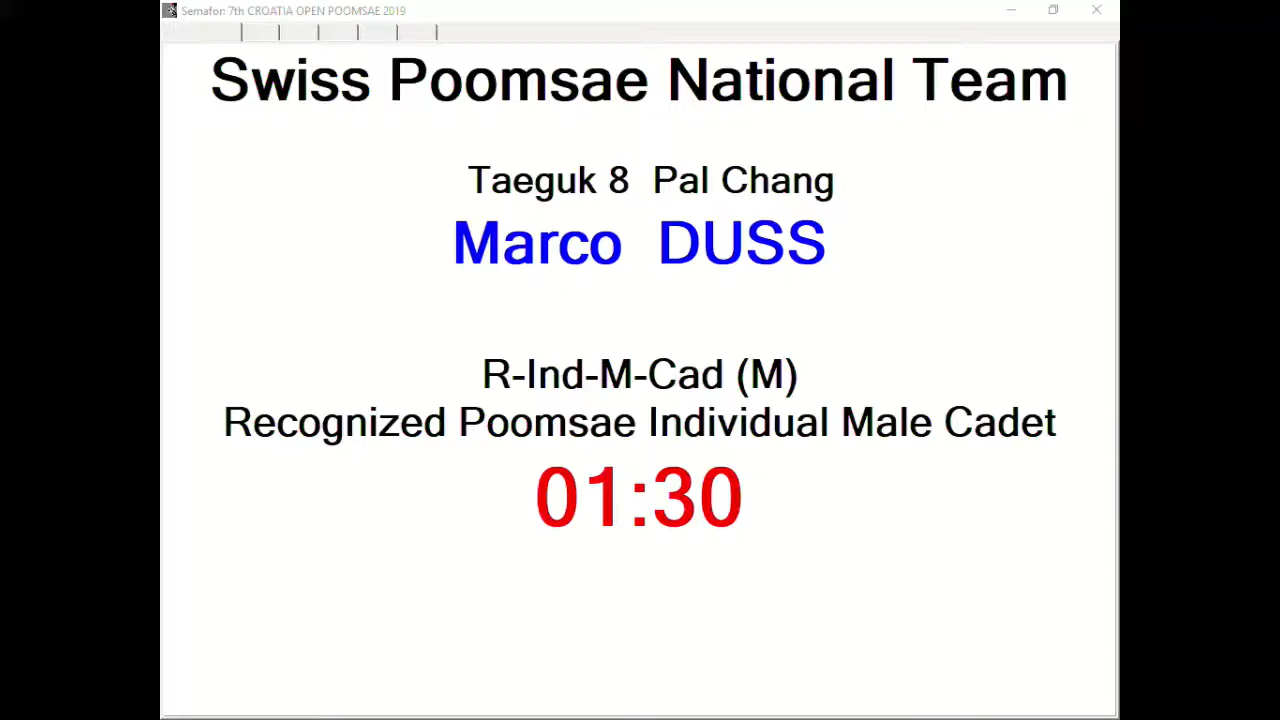 Semafor: 7th CROATIA OPEN POOMSAE 2019
Swiss Poomsae National Team
Taeguk 8 Pal Chang
Marco DUSS
R-Ind-M-Cad (M)
Recognized Poomsae Individual Male Cadet
01:30